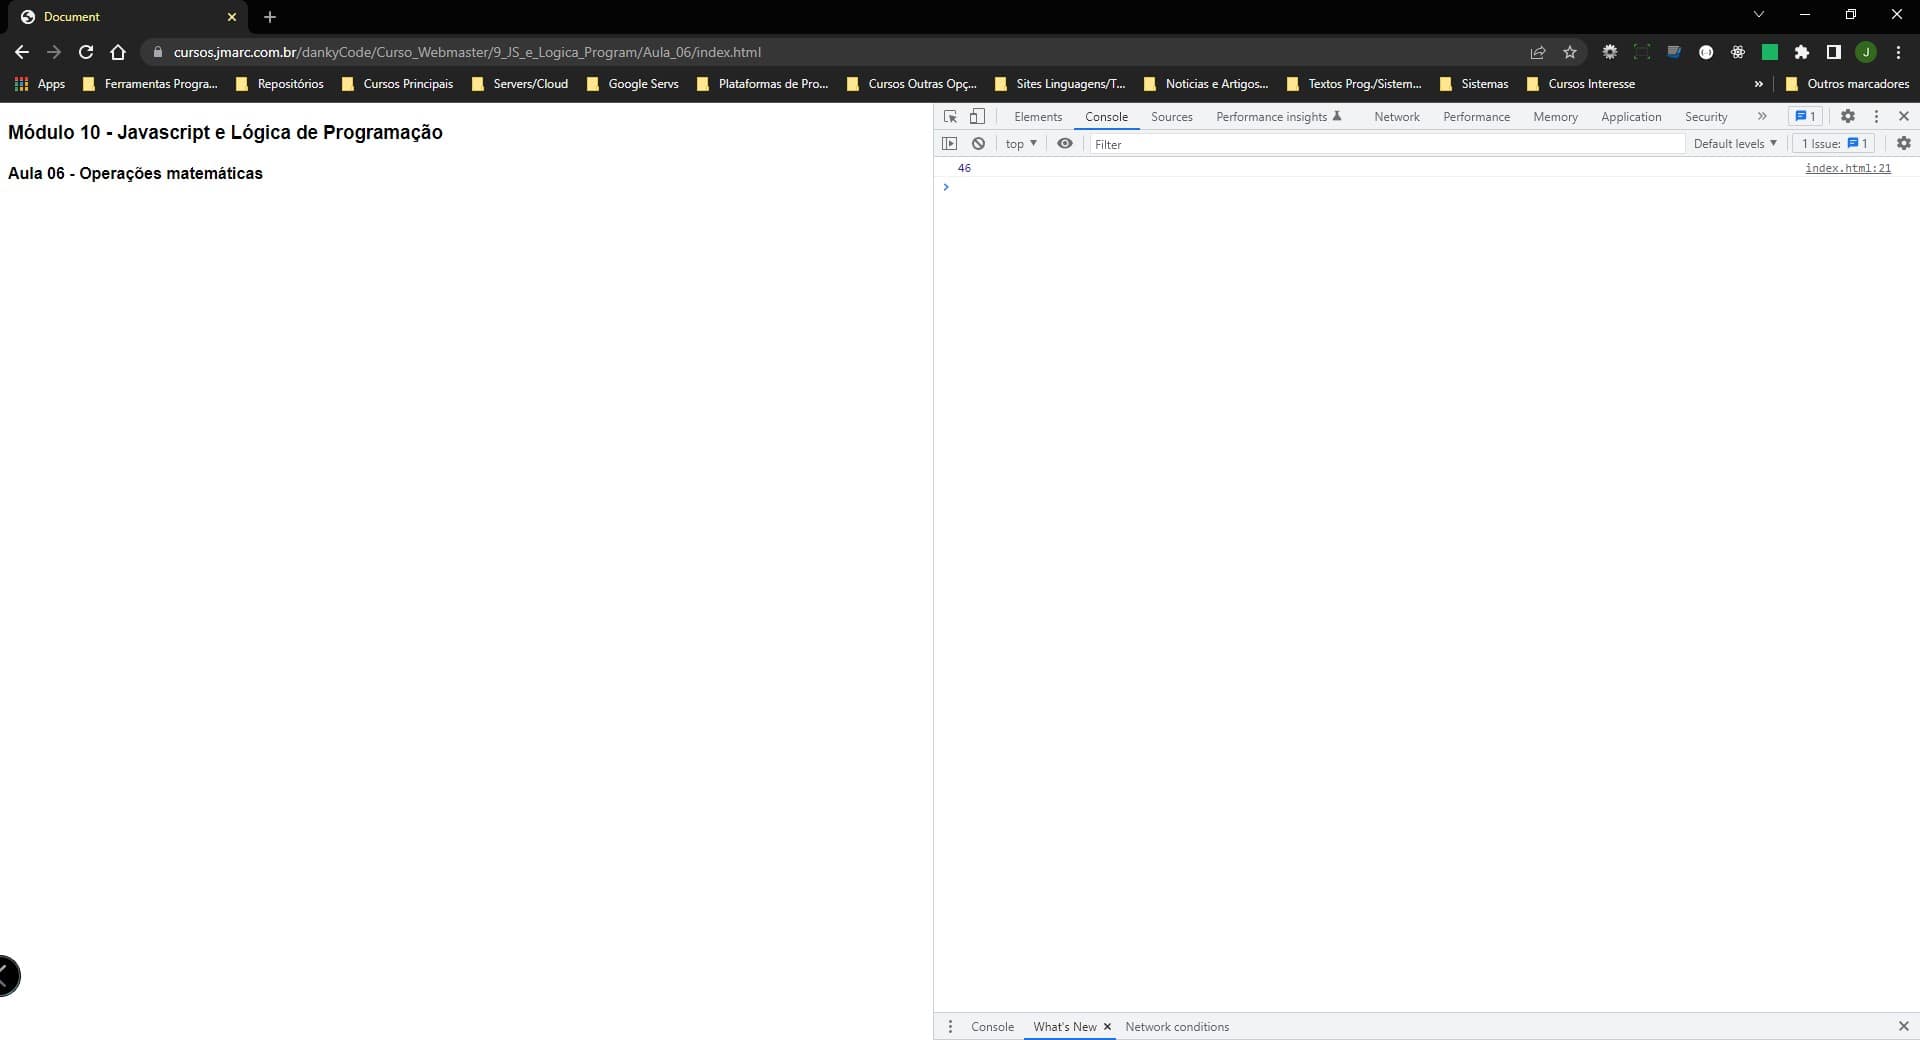 Document
cursos.jmarc.com.br/dankyCode/Curso_Webmaster/9_JS_e_Logica_Program/Aula_06/index.html
J
Apps Ferramentas Progra... Repositórios Cursos Principais Servers/Cloud Google Servs Plataformas de Pro... Cursos Outras Opç... Sites Linguagens/T... Noticias e Artigos... Textos Prog./Sistem... Sistemas Cursos Interesse » Outros marcadores
Módulo 10 - Javascript e Lógica de Programação
Aula 06 - Operações matemáticas
Elements Console Sources Performance insights Network Performance Memory Application Security » 1
top Filter Default levels 1 Issue: 1
46 index.html:21
Console What's New Network conditions